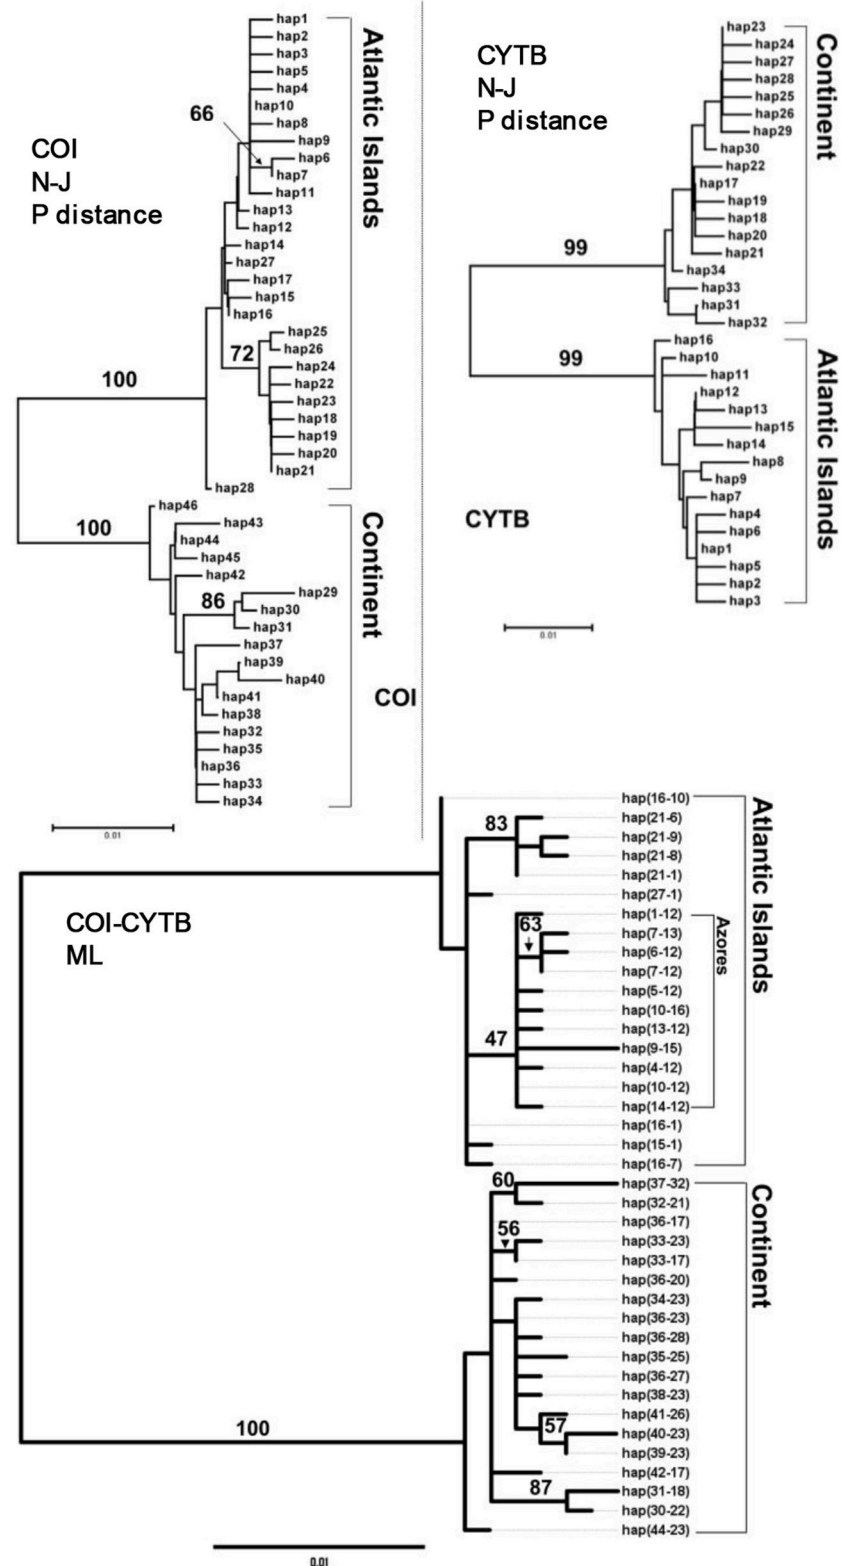 COI
N-J
P distance
66
hap1
hap2
hap3
hap5
hap4
hap10
hap8
hap9
hap6
hap7
hap11
hap13
hap12
hap14
hap27
hap17
hap15
hap16
72
hap25
hap26
hap24
hap22
hap23
hap18
hap19
hap20
hap21
100
hap28
Atlantic Islands
100
hap46
hap43
hap44
hap45
hap42
86
hap29
hap30
hap31
hap37
hap39
hap40
hap41
hap38
hap32
hap35
hap36
hap33
hap34
Continent
COI
0.01
CYTB
N-J
P distance
99
hap23
hap24
hap27
hap28
hap25
hap26
hap29
hap30
hap22
hap17
hap19
hap18
hap20
hap21
hap34
hap33
hap31
hap32
Continent
99
hap16
hap10
hap11
hap12
hap13
hap15
hap14
hap8
hap9
hap7
hap4
hap6
hap1
hap5
hap2
hap3
Atlantic Islands
CYTB
0.01
COI-CYTB
ML
hap(16-10)
83
hap(21-6)
hap(21-9)
hap(21-8)
hap(21-1)
hap(27-1)
hap(1-12)
63
hap(7-13)
hap(6-12)
hap(7-12)
hap(5-12)
hap(10-16)
hap(13-12)
47
hap(9-15)
hap(4-12)
hap(10-12)
hap(14-12)
Azores
hap(16-1)
hap(15-1)
hap(16-7)
Atlantic Islands
60
hap(37-32)
hap(32-21)
hap(36-17)
56
hap(33-23)
hap(33-17)
hap(36-20)
hap(34-23)
hap(36-23)
hap(36-28)
hap(35-25)
hap(36-27)
hap(38-23)
hap(41-26)
57
hap(40-23)
hap(39-23)
hap(42-17)
87
hap(31-18)
hap(30-22)
hap(44-23)
Continent
100
0.01